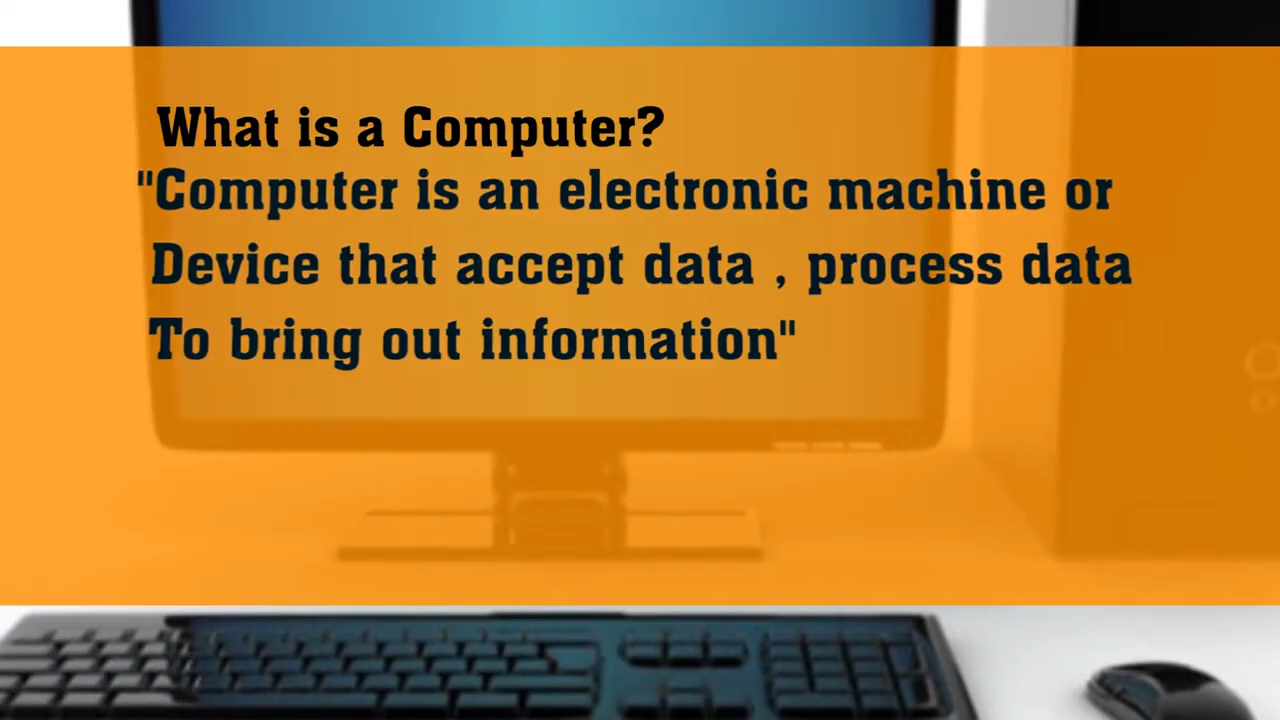 What is a Computer?
"Computer is an electronic machine or
Device that accept data , process data
To bring out information"